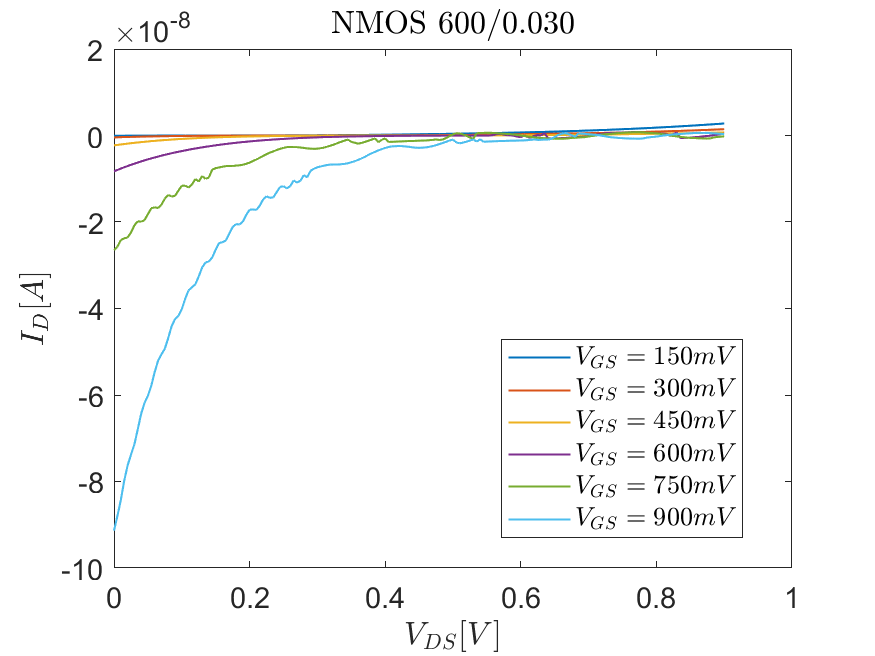 NMOS 600/0.030
×10-8
2
0
-2
-4
-6
-8
-10
0 0.2 0.4 0.6 0.8 1
I_D[A]
V_DS[V]
V_GS = 150mV
V_GS = 300mV
V_GS = 450mV
V_GS = 600mV
V_GS = 750mV
V_GS = 900mV